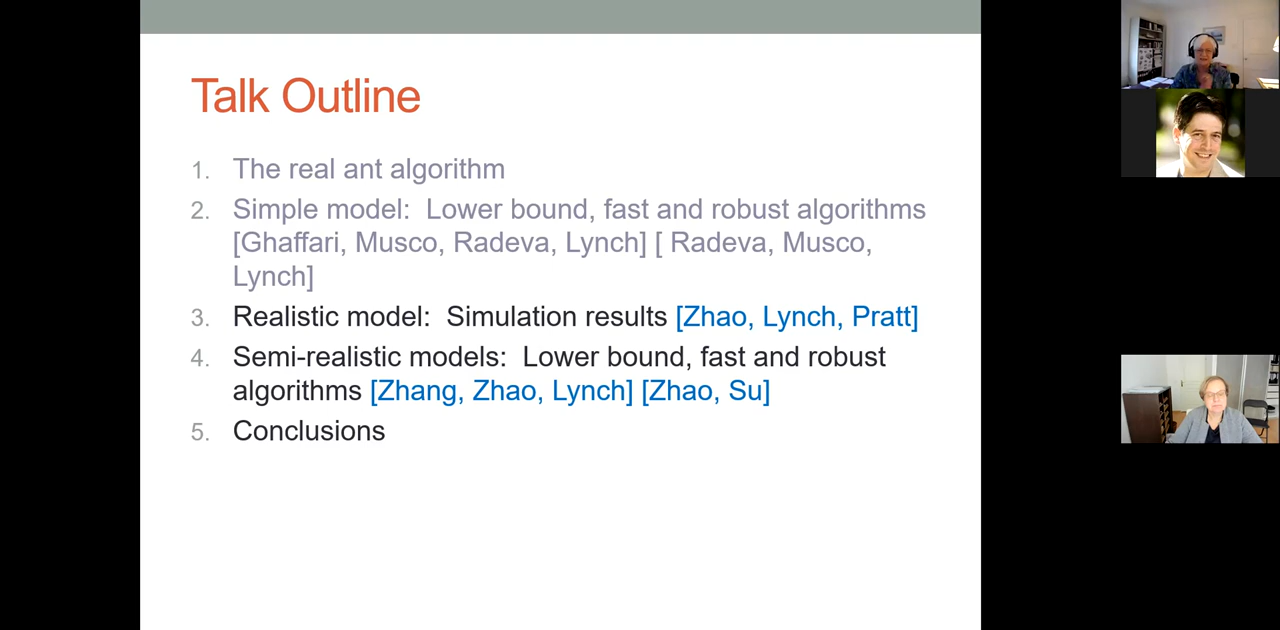 Talk Outline
1. The real ant algorithm
2. Simple model: Lower bound, fast and robust algorithms
[Ghaffari, Musco, Radeva, Lynch] [ Radeva, Musco,
Lynch]
3. Realistic model: Simulation results [Zhao, Lynch, Pratt]
4. Semi-realistic models: Lower bound, fast and robust
algorithms [Zhang, Zhao, Lynch] [Zhao, Su]
5. Conclusions